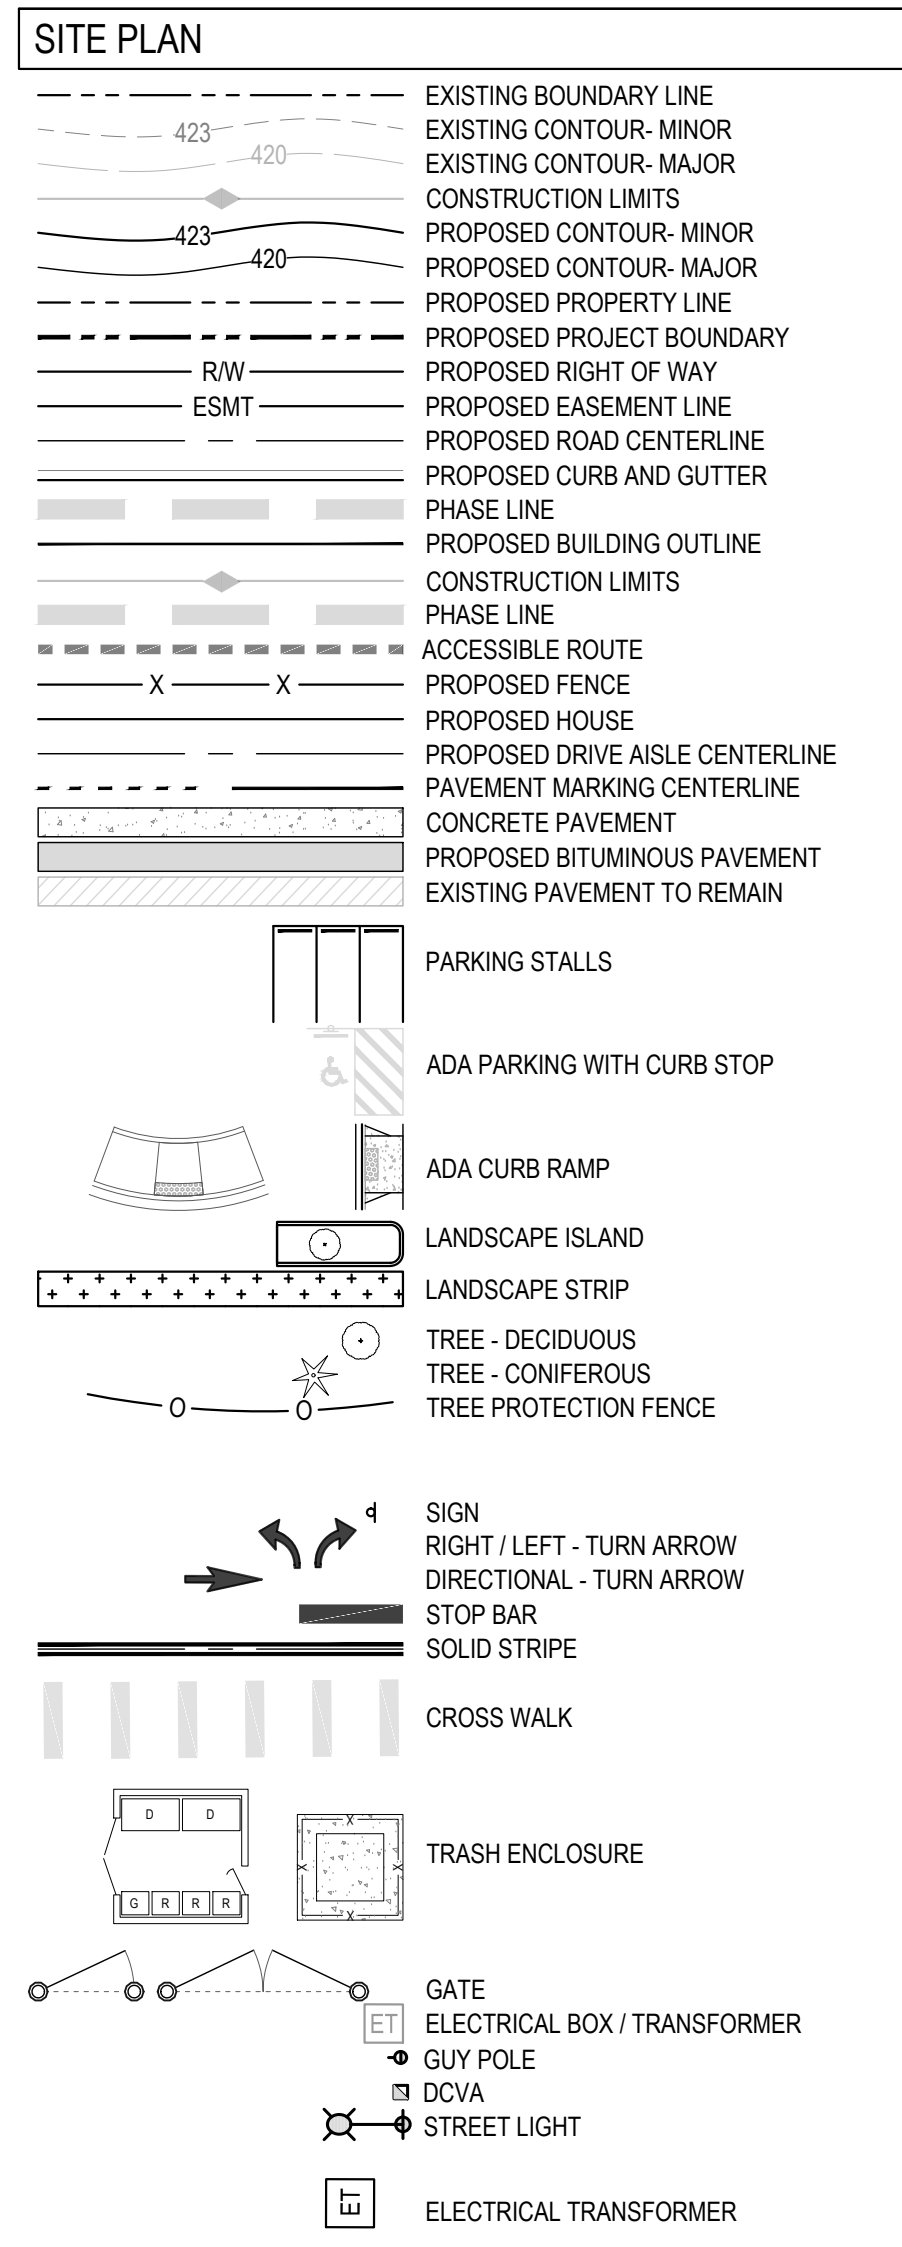 SITE PLAN
EXISTING BOUNDARY LINE
423 EXISTING CONTOUR- MINOR
420 EXISTING CONTOUR- MAJOR
CONSTRUCTION LIMITS
423 PROPOSED CONTOUR- MINOR
420 PROPOSED CONTOUR- MAJOR
PROPOSED PROPERTY LINE
PROPOSED PROJECT BOUNDARY
R/W PROPOSED RIGHT OF WAY
ESMT PROPOSED EASEMENT LINE
PROPOSED ROAD CENTERLINE
PROPOSED CURB AND GUTTER
PHASE LINE
PROPOSED BUILDING OUTLINE
CONSTRUCTION LIMITS
PHASE LINE
ACCESSIBLE ROUTE
X X PROPOSED FENCE
PROPOSED HOUSE
PROPOSED DRIVE AISLE CENTERLINE
PAVEMENT MARKING CENTERLINE
CONCRETE PAVEMENT
PROPOSED BITUMINOUS PAVEMENT
EXISTING PAVEMENT TO REMAIN
PARKING STALLS
ADA PARKING WITH CURB STOP
ADA CURB RAMP
LANDSCAPE ISLAND
LANDSCAPE STRIP
TREE - DECIDUOUS
TREE - CONIFEROUS
O O TREE PROTECTION FENCE
SIGN
RIGHT / LEFT - TURN ARROW
DIRECTIONAL - TURN ARROW
STOP BAR
SOLID STRIPE
CROSS WALK
D D
X
X X
TRASH ENCLOSURE
G R R R
X
GATE
ET ELECTRICAL BOX / TRANSFORMER
GUY POLE
DCVA
STREET LIGHT
ET ELECTRICAL TRANSFORMER